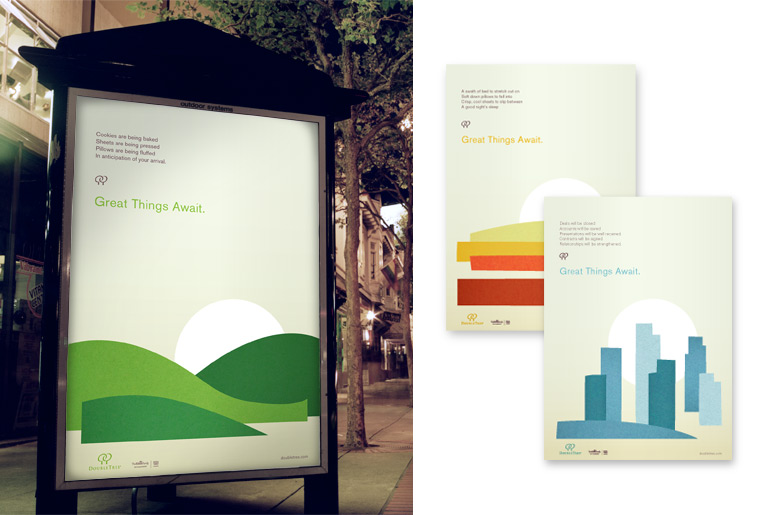 outdoor systems
Cookies are being baked
Sheets are being pressed
Pillows are being fluffed
In anticipation of your arrival.
Great Things Await.
DOUBLETREE
doubletree.com
A swath of bed to stretch out on
Soft down pillows to fall into
Crisp, cool sheets to slip between
A good night's sleep
Great Things Await.
DOUBLETREE
Deals will be closed.
Accounts will be saved.
Presentations will be well received.
Contracts will be signed.
Relationships will be strengthened.
Great Things Await.
DOUBLETREE
doubletree.com